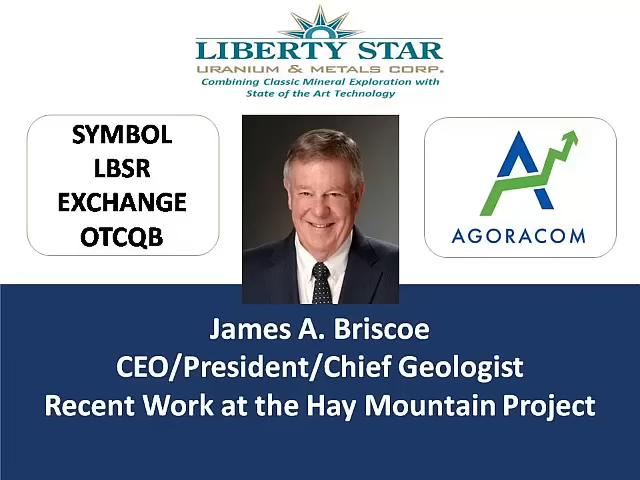 LIBERTY STAR
URANIUM & METALS CORP.
Combining Classic Mineral Exploration with
State of the Art Technology
SYMBOL
LBSR
EXCHANGE
OTCQB
AGORACOM
James A. Briscoe
CEO/President/Chief Geologist
Recent Work at the Hay Mountain Project